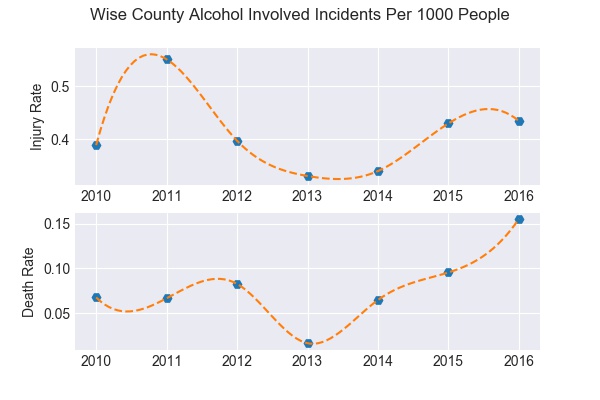 Wise County Alcohol Involved Incidents Per 1000 People
Injury Rate
0.5
0.4
2010 2011 2012 2013 2014 2015 2016
Death Rate
0.15
0.10
0.05
2010 2011 2012 2013 2014 2015 2016